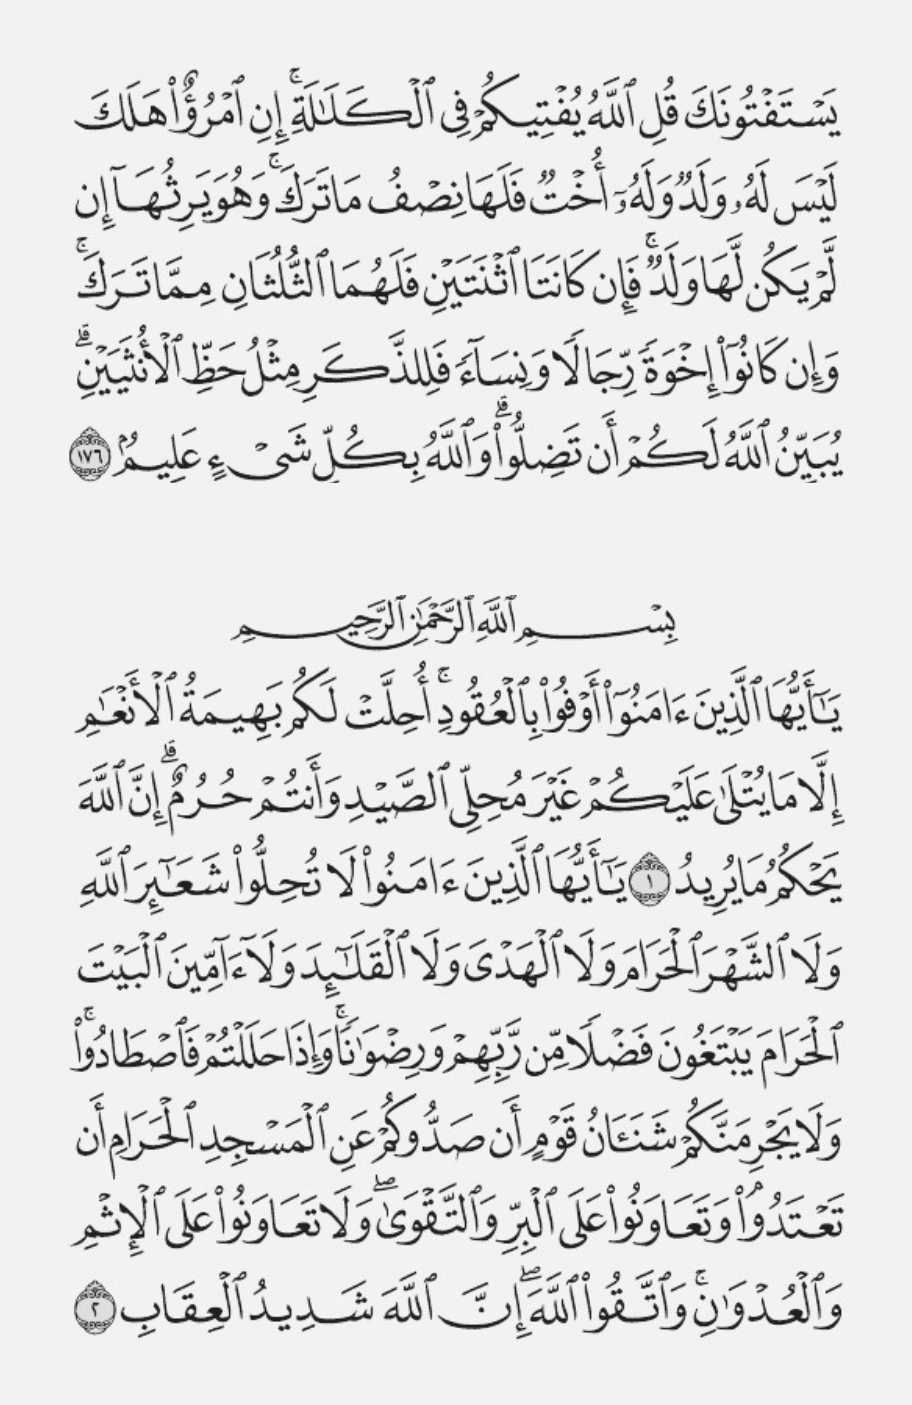 يَسۡتَفۡتُونَكَ قُلِ ٱللَّهُ يُفۡتِيكُمۡ فِي ٱلۡكَلَٰلَةِۚ إِنِ ٱمۡرُؤٌاْ هَلَكَ
لَيۡسَ لَهُۥ وَلَدٞ وَلَهُۥٓ أُخۡتٞ فَلَهَا نِصۡفُ مَا تَرَكَۚ وَهُوَ يَرِثُهَآ إِن
لَّمۡ يَكُن لَّهَا وَلَدٞۚ فَإِن كَانَتَا ٱثۡنَتَيۡنِ فَلَهُمَا ٱلثُّلُثَانِ مِمَّا تَرَكَۚ
وَإِن كَانُوٓاْ إِخۡوَةٗ رِّجَالٗا وَنِسَآءٗ فَلِلذَّكَرِ مِثۡلُ حَظِّ ٱلۡأُنثَيَيۡنِۗ
يُبَيِّنُ ٱللَّهُ لَكُمۡ أَن تَضِلُّواْۗ وَٱللَّهُ بِكُلِّ شَيۡءٍ عَلِيمُۢ ١٧٦
بِسۡمِ ٱللَّهِ ٱلرَّحۡمَٰنِ ٱلرَّحِيمِ
يَٰٓأَيُّهَا ٱلَّذِينَ ءَامَنُوٓاْ أَوۡفُواْ بِٱلۡعُقُودِۚ أُحِلَّتۡ لَكُم بَهِيمَةُ ٱلۡأَنۡعَٰمِ
إِلَّا مَا يُتۡلَىٰ عَلَيۡكُمۡ غَيۡرَ مُحِلِّي ٱلصَّيۡدِ وَأَنتُمۡ حُرُمٌۗ إِنَّ ٱللَّهَ
يَحۡكُمُ مَا يُرِيدُ ١ يَٰٓأَيُّهَا ٱلَّذِينَ ءَامَنُواْ لَا تُحِلُّواْ شَعَٰٓئِرَ ٱللَّهِ
وَلَا ٱلشَّهۡرَ ٱلۡحَرَامَ وَلَا ٱلۡهَدۡيَ وَلَا ٱلۡقَلَٰٓئِدَ وَلَآ ءَآمِّينَ ٱلۡبَيۡتَ
ٱلۡحَرَامَ يَبۡتَغُونَ فَضۡلٗا مِّن رَّبِّهِمۡ وَرِضۡوَٰنٗاۚ وَإِذَا حَلَلۡتُمۡ فَٱصۡطَادُواْۚ
وَلَا يَجۡرِمَنَّكُمۡ شَنَـَٔانُ قَوۡمٍ أَن صَدُّوكُمۡ عَنِ ٱلۡمَسۡجِدِ ٱلۡحَرَامِ أَن
تَعۡتَدُواْۘ وَتَعَاوَنُواْ عَلَى ٱلۡبِرِّ وَٱلتَّقۡوَىٰۖ وَلَا تَعَاوَنُواْ عَلَى ٱلۡإِثۡمِ
وَٱلۡعُدۡوَٰنِۚ وَٱتَّقُواْ ٱللَّهَۖ إِنَّ ٱللَّهَ شَدِيدُ ٱلۡعِقَابِ ٢